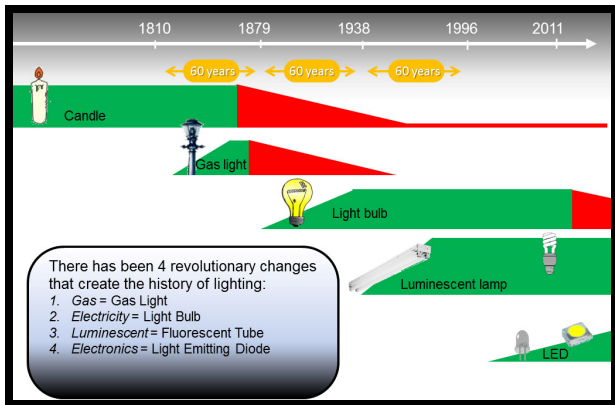 1810 1879 1938 1996 2011
60 years 60 years 60 years
Candle
Gas light
Light bulb
Luminescent lamp
LED
There has been 4 revolutionary changes
that create the history of lighting:
1. Gas = Gas Light
2. Electricity = Light Bulb
3. Luminescent = Fluorescent Tube
4. Electronics = Light Emitting Diode